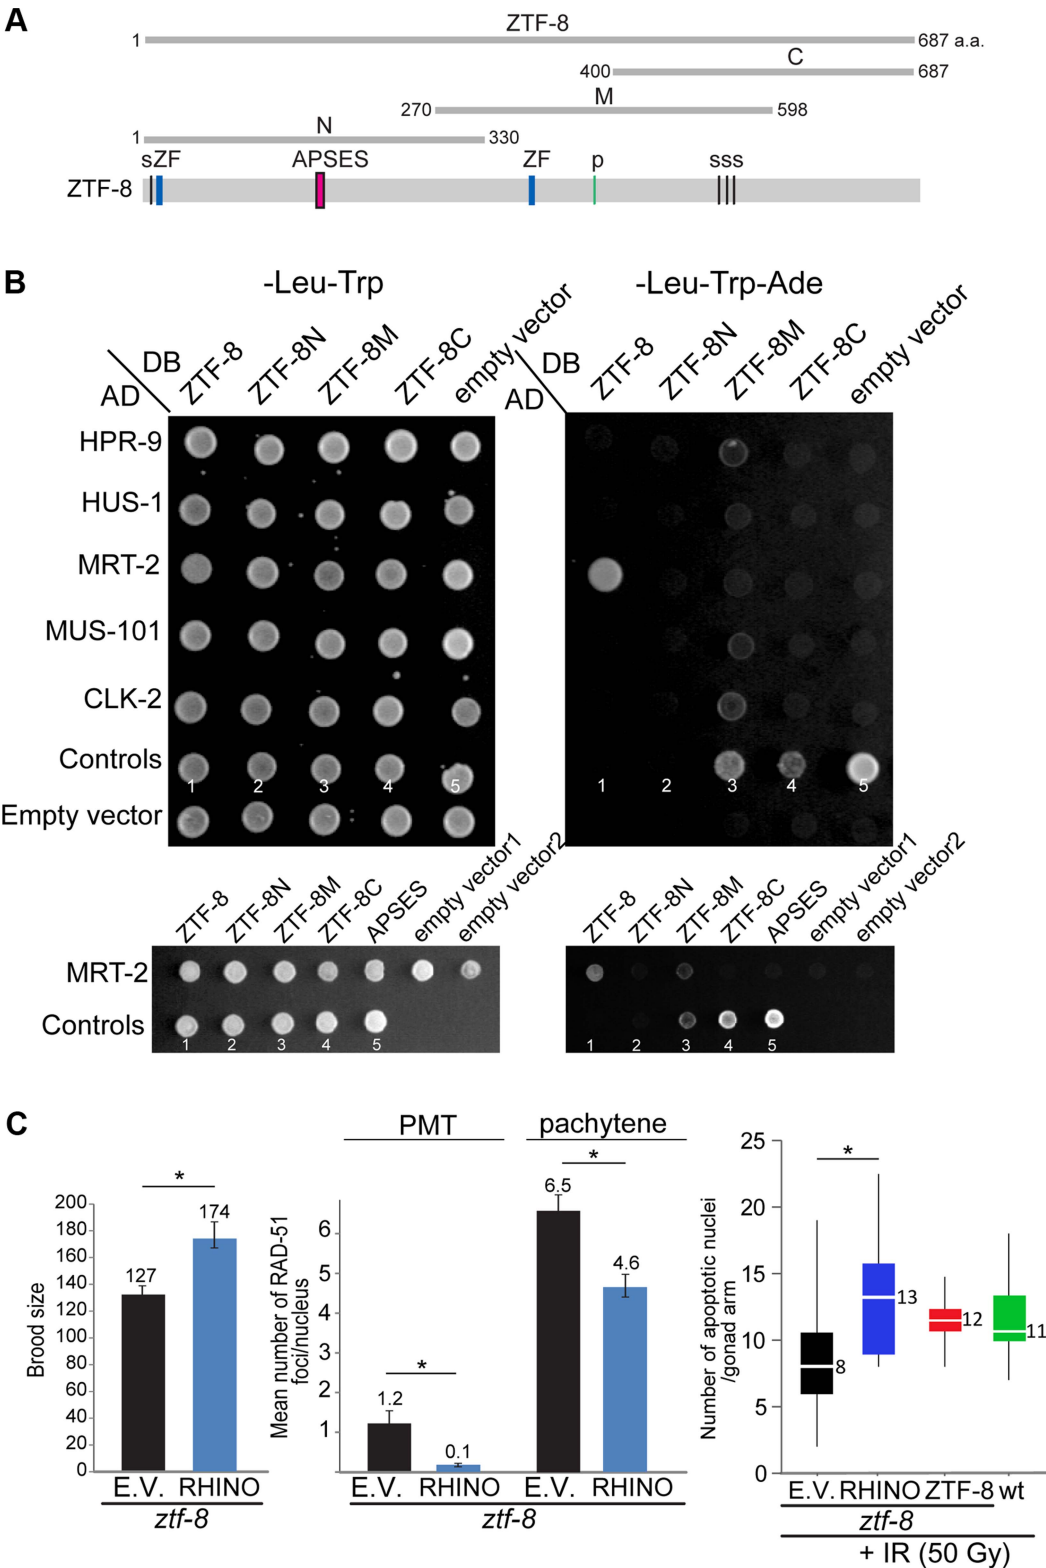 A
ZTF-8
1 687 a.a.
C
400 687
M
270 598
N
1 330
sZF APSES ZF p sss
ZTF-8
B
-Leu-Trp -Leu-Trp-Ade
DB ZTF-8 ZTF-8N ZTF-8M ZTF-8C empty vector
AD
DB ZTF-8 ZTF-8N ZTF-8M ZTF-8C empty vector
AD
HPR-9
HUS-1
MRT-2
MUS-101
CLK-2
Controls
1 2 3 4 5 1 2 3 4 5
Empty vector
ZTF-8 ZTF-8N ZTF-8M ZTF-8C APSES empty vector1 empty vector2
ZTF-8 ZTF-8N ZTF-8M ZTF-8C APSES empty vector1 empty vector2
MRT-2
Controls
1 2 3 4 5 1 2 3 4 5
C
Brood size
200
180
160
140
120
100
80
60
40
20
0
*
127 174
E.V. RHINO
ztf-8
PMT pachytene
Mean number of RAD-51
foci/nucleus
6
5
4
3
2
1
*
1.2 0.1
*
6.5 4.6
E.V. RHINO E.V. RHINO
ztf-8
Number of apoptotic nuclei
/gonad arm
25
20
15
10
5
0
*
8 13 12 11
E.V. RHINO ZTF-8 wt
ztf-8
+ IR (50 Gy)